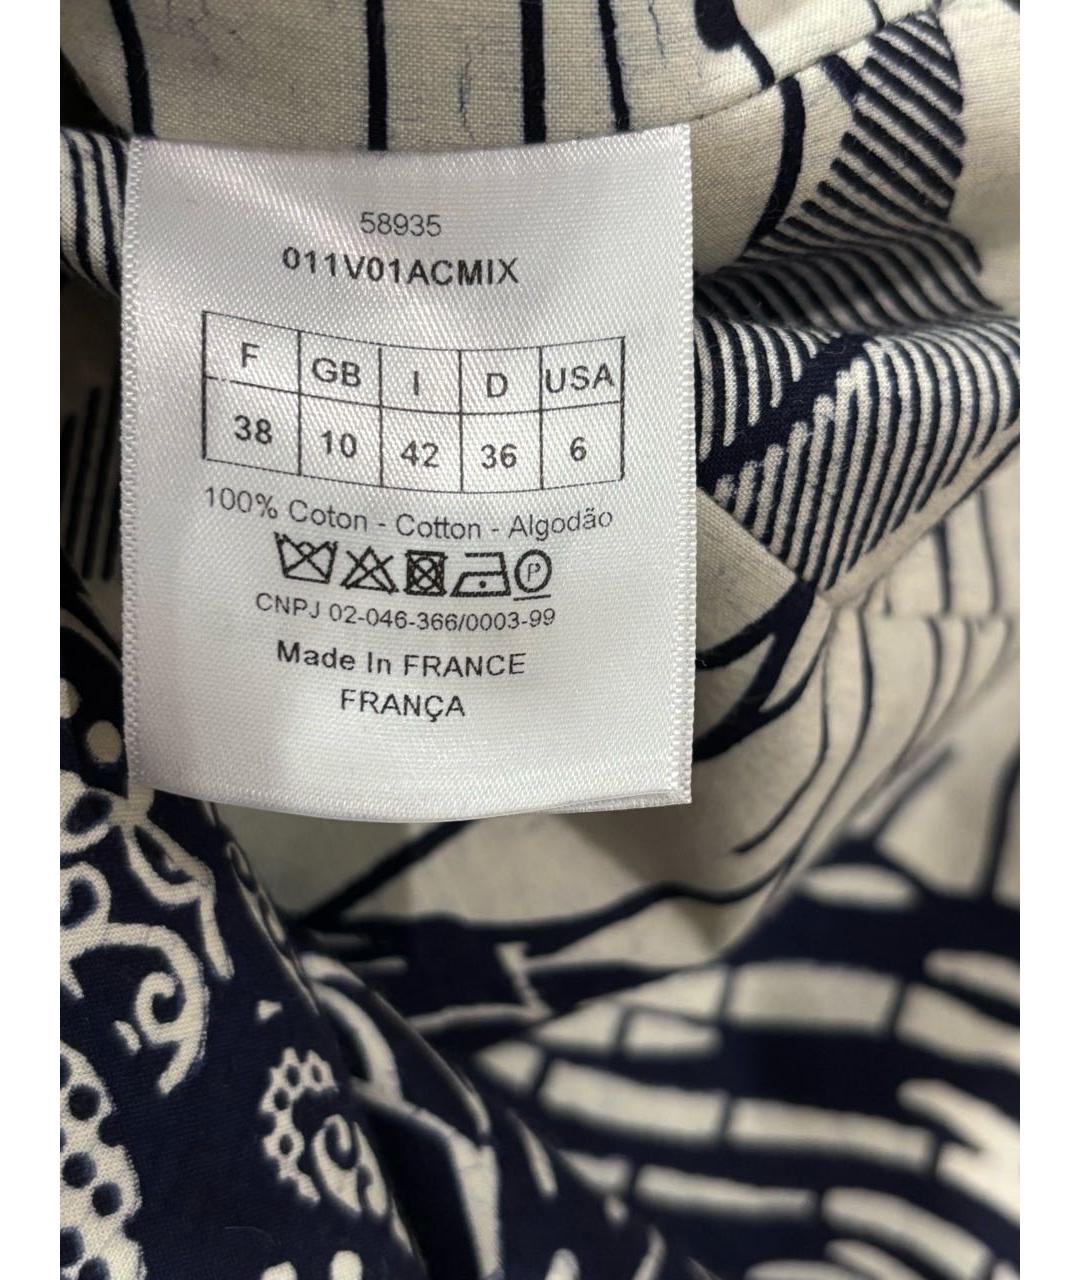 58935
011V01ACMIX
F GB I D USA
38 10 42 36 6
100% Coton - Cotton - Algodão
P
CNPJ 02-046-366/0003-99
Made In FRANCE
FRANÇA